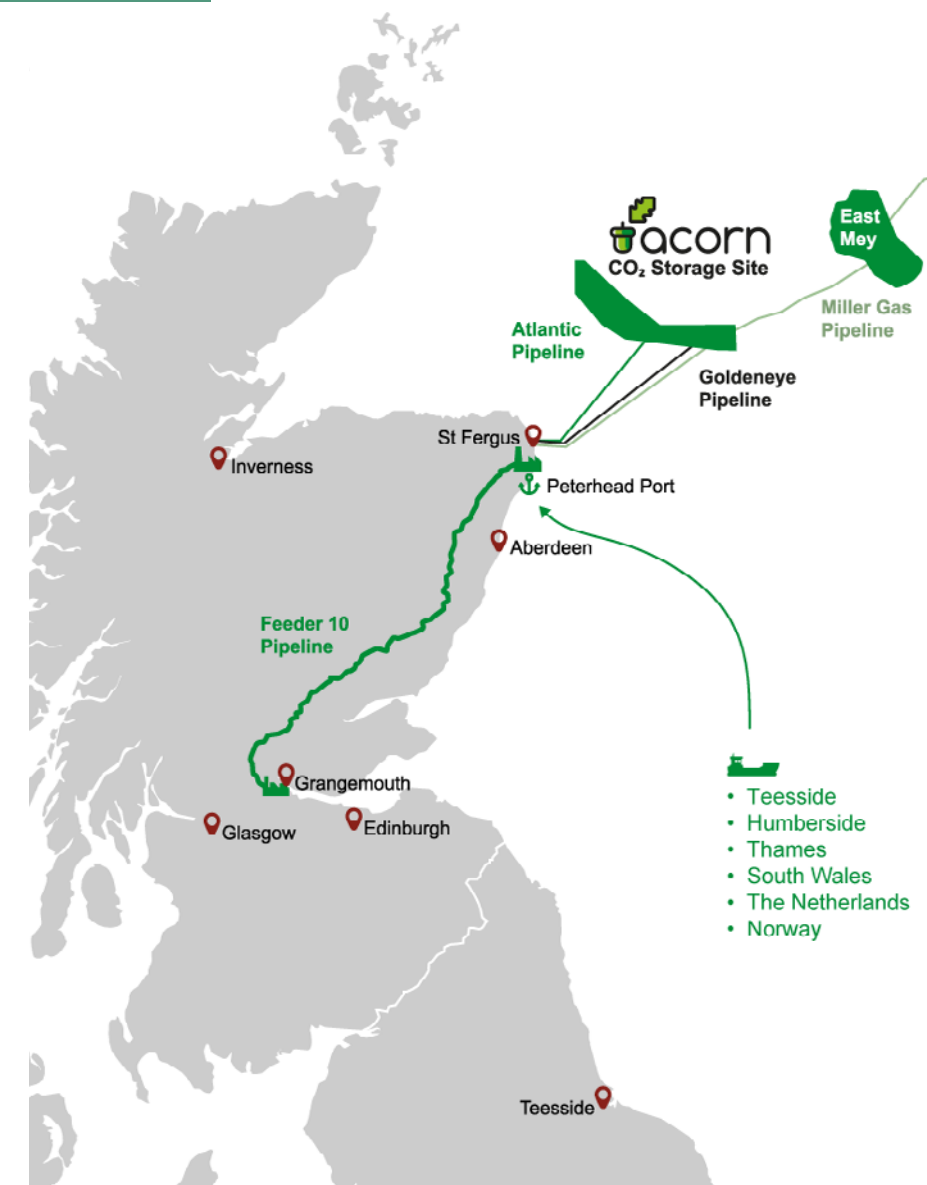 acorn
CO₂ Storage Site
East
Mey
Miller Gas
Pipeline
Atlantic
Pipeline
Goldeneye
Pipeline
St Fergus
Inverness
Peterhead Port
Aberdeen
Feeder 10
Pipeline
Grangemouth
Glasgow
Edinburgh
• Teesside
• Humberside
• Thames
• South Wales
• The Netherlands
• Norway
Teesside